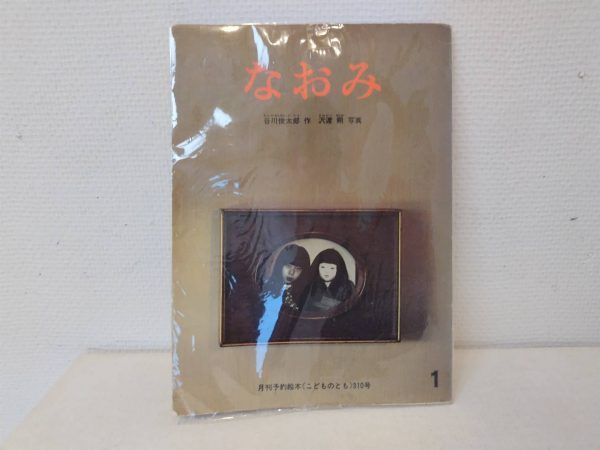 なおみ
谷川俊太郎 作 沢渡 朔 写真
月刊予約絵本〈こどものとも〉310号
1